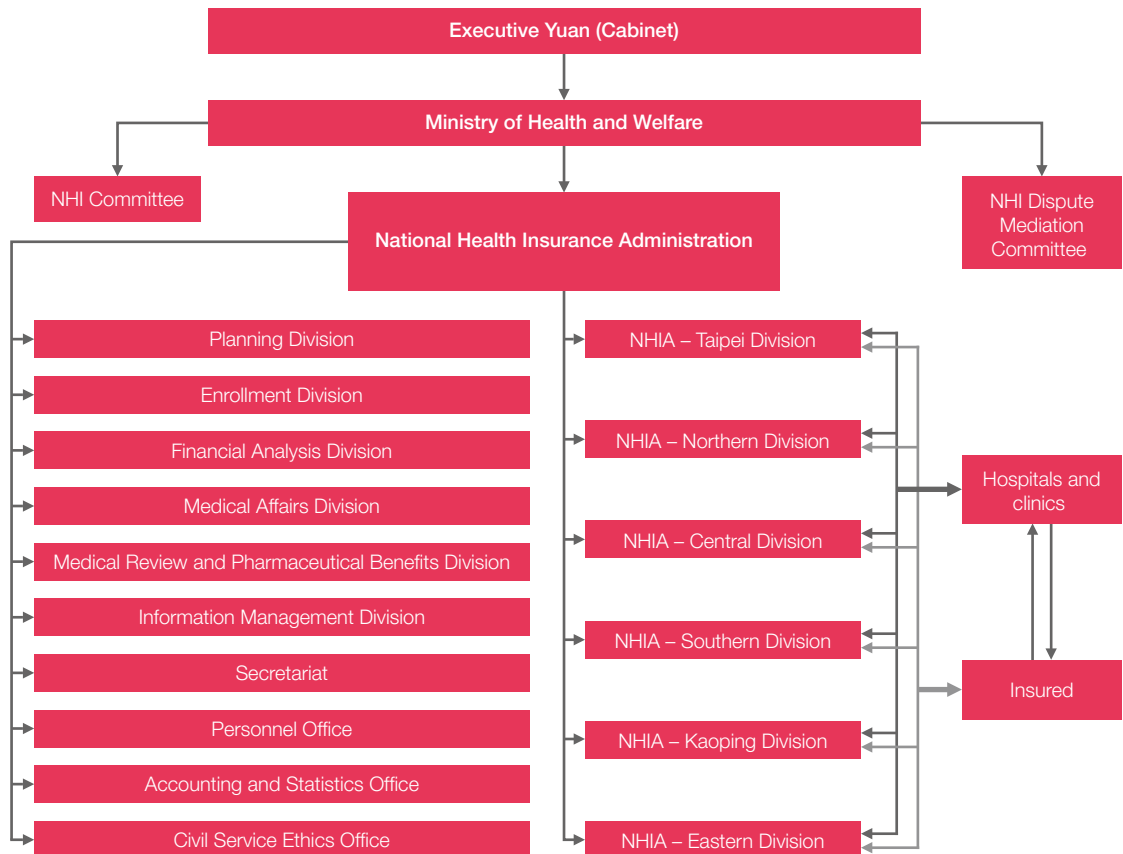 Executive Yuan (Cabinet)
Ministry of Health and Welfare
NHI Committee
NHI Dispute
Mediation
Committee
National Health Insurance Administration
Planning Division
Enrollment Division
Financial Analysis Division
Medical Affairs Division
Medical Review and Pharmaceutical Benefits Division
Information Management Division
Secretariat
Personnel Office
Accounting and Statistics Office
Civil Service Ethics Office
NHIA – Taipei Division
NHIA – Northern Division
NHIA – Central Division
NHIA – Southern Division
NHIA – Kaoping Division
NHIA – Eastern Division
Hospitals and
clinics
Insured